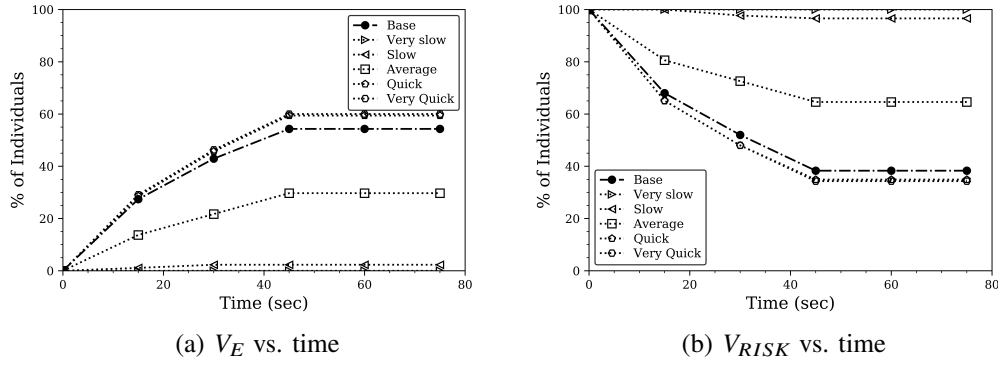 100
80
60
40
20
0
% of Individuals
Base
Very slow
Slow
Average
Quick
Very Quick
0 20 40 60 80
Time (sec)
(a) V_E vs. time
100
80
60
40
20
0
% of Individuals
Base
Very slow
Slow
Average
Quick
Very Quick
0 20 40 60 80
Time (sec)
(b) V_RISK vs. time